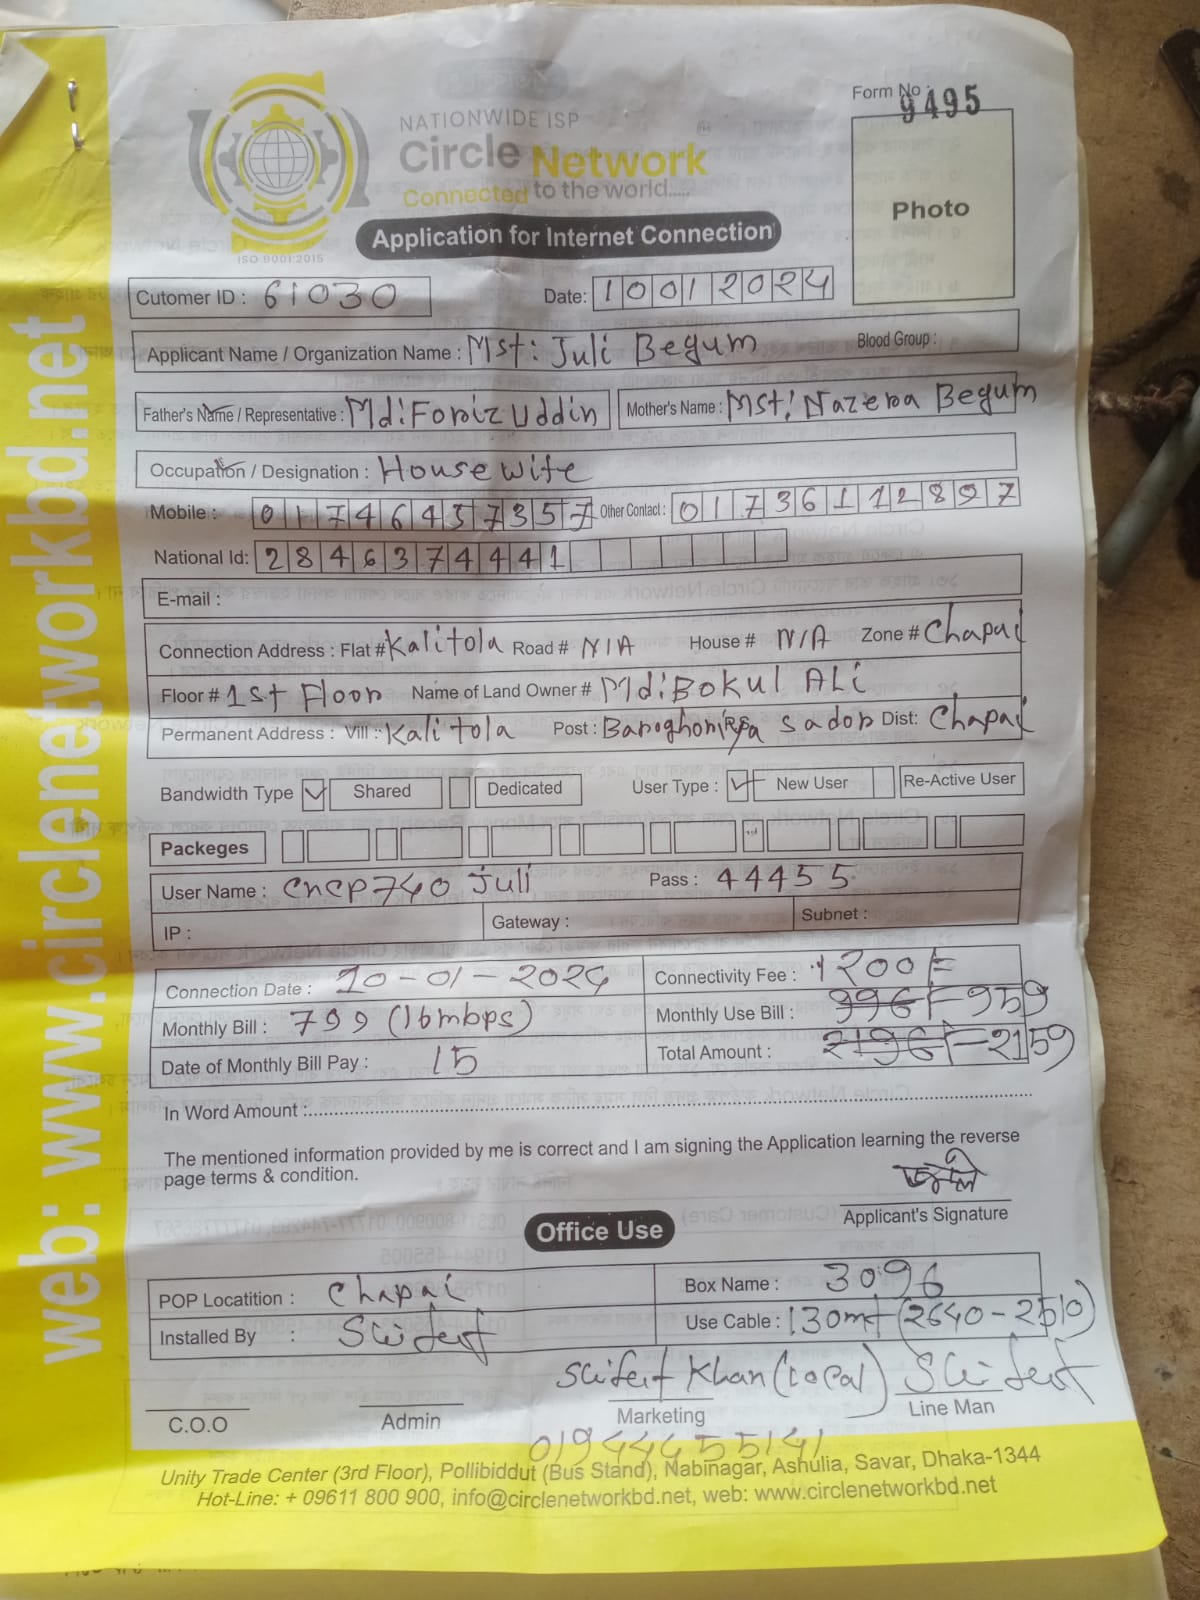 web: www.circlenetworkbd.net
Form No :
9495
NATIONWIDE ISP
Circle Network
Connected to the world.....
ISO 9001:2015
Photo
Application for Internet Connection
Cutomer ID : 61030 Date: 10012024
Applicant Name / Organization Name : Mst: Juli Begum Blood Group :
Father's Name / Representative : Md: Foroiz Uddin Mother's Name : Mst: Nazera Begum
Occupation / Designation : House wife
Mobile : 01746437357 Other Contact : 01736112897
National Id: 2846374441
E-mail :
Connection Address : Flat # Kalitola Road # N/A House # N/A Zone # Chapai
Floor # 1st Floor Name of Land Owner # Md: Bokul ALi
Permanent Address : Vill : Kalitola Post : sador Dist: Chapai
Bandwidth Type Shared Dedicated User Type : New User Re-Active User
Packeges
User Name : cncp740 juli Pass : 44455
IP : Gateway : Subnet :
Connection Date : 10-01-2024 Connectivity Fee : 1200/=
Monthly Bill : 799 (16mbps) Monthly Use Bill : 996/= 959
Date of Monthly Bill Pay : 15 Total Amount : 2196/= 2159
In Word Amount :
The mentioned information provided by me is correct and I am signing the Application learning the reverse
page terms & condition.
জুলি
Applicant's Signature
Office Use
POP Locatition : Chapai Box Name : 3096
Installed By : Use Cable : 130mt (2640-2510)
Khan (Local)
C.O.O Admin Marketing Line Man
01944455141
Unity Trade Center (3rd Floor), Pollibiddut (Bus Stand), Nabinagar, Ashulia, Savar, Dhaka-1344
Hot-Line: + 09611 800 900, info@circlenetworkbd.net, web: www.circlenetworkbd.net